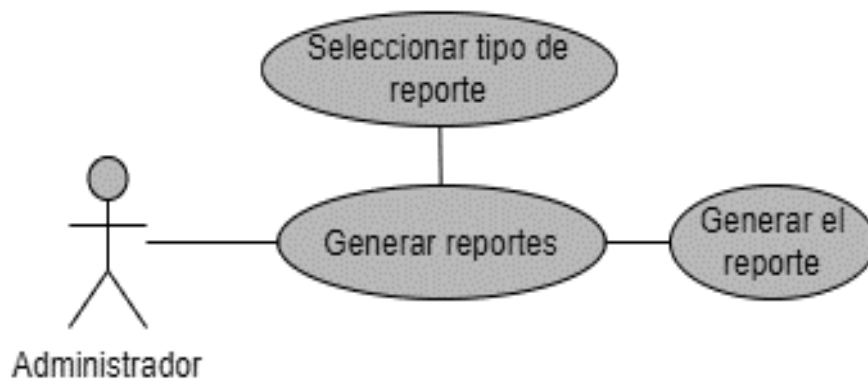 Seleccionar tipo de
reporte
Generar reportes
Generar el
reporte
Administrador